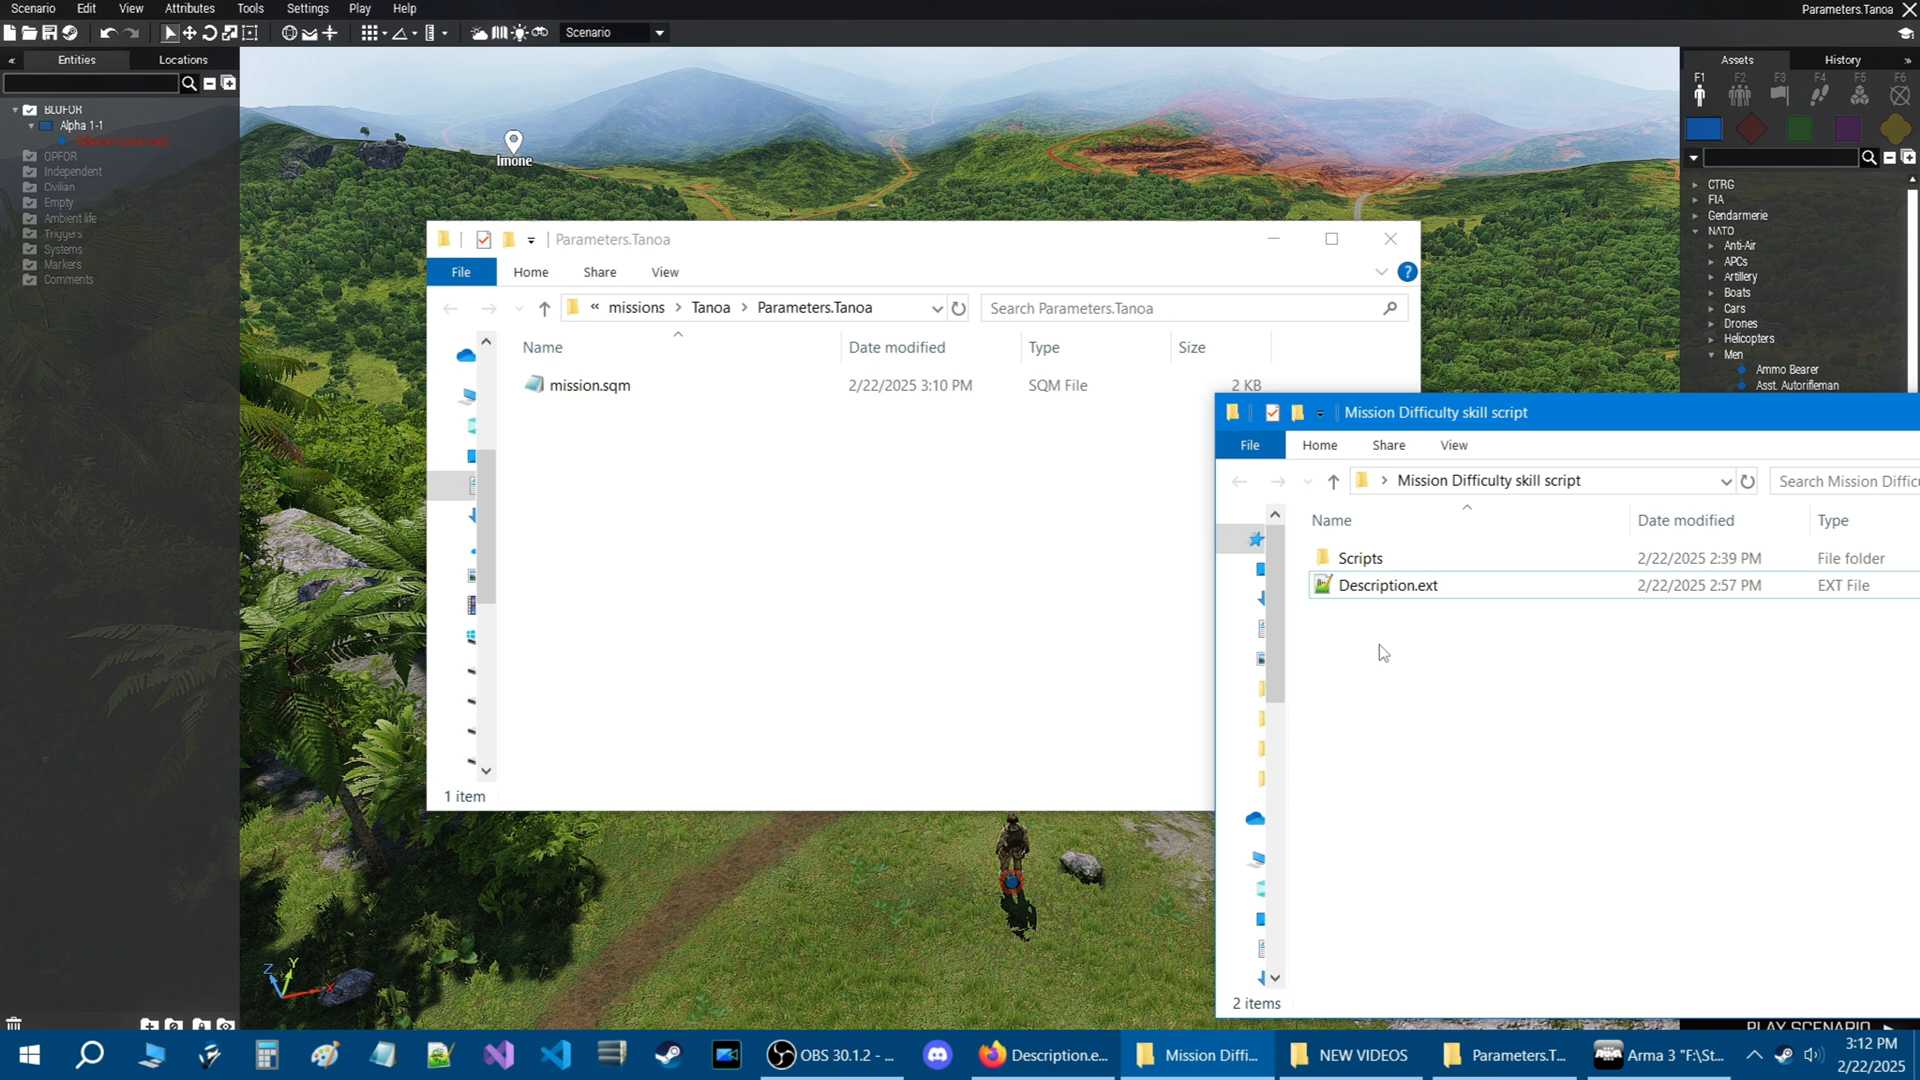 Scenario Edit View Attributes Tools Settings Play Help
Parameters.Tanoa
Scenario
Entities Locations
Assets History
F1 F2 F3 F4 F5 F6
BLUFOR
Alpha 1-1
OPFOR
Independent
Civilian
Empty
Ambient life
Triggers
Systems
Markers
Comments
Imone
CTRG
FIA
Gendarmerie
NATO
Anti-Air
APCs
Artillery
Boats
Cars
Drones
Helicopters
Men
Ammo Bearer
Asst. Autorifleman
Parameters.Tanoa
File Home Share View
« missions > Tanoa > Parameters.Tanoa
Search Parameters.Tanoa
Name Date modified Type Size
mission.sqm 2/22/2025 3:10 PM SQM File 2 KB
1 item
Mission Difficulty skill script
File Home Share View
> Mission Difficulty skill script
Search Mission Difficu
Name Date modified Type
Scripts 2/22/2025 2:39 PM File folder
Description.ext 2/22/2025 2:57 PM EXT File
2 items
PLAY SCENARIO
Z Y X
OBS 30.1.2 - ... Description.e... Mission Diffi... NEW VIDEOS Parameters.T... Arma 3 "F:\St...
3:12 PM
2/22/2025